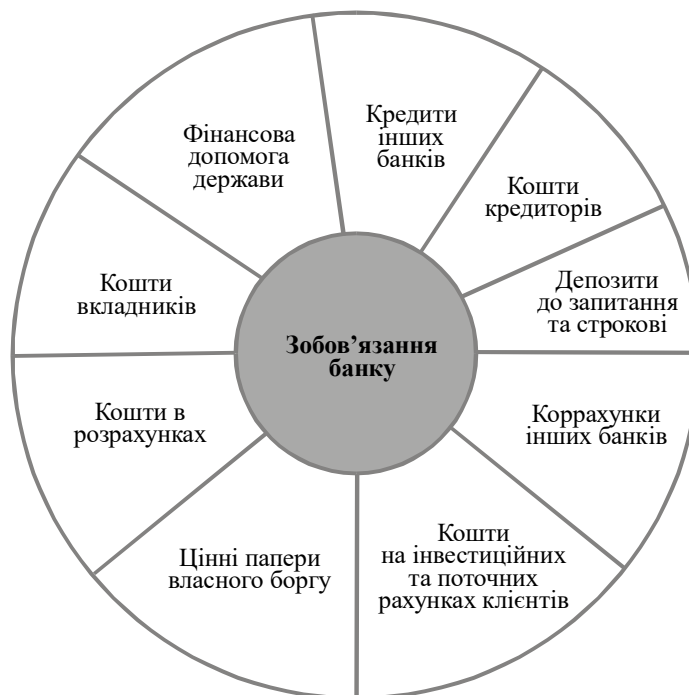 Кредити
інших
банків
Фінансова
допомога
держави
Кошти
кредиторів
Депозити
до запитання
та строкові
Кошти
вкладників
Зобов’язання
банку
Кошти в
розрахунках
Коррахунки
інших банків
Кошти
на інвестиційних
та поточних
рахунках клієнтів
Цінні папери
власного боргу